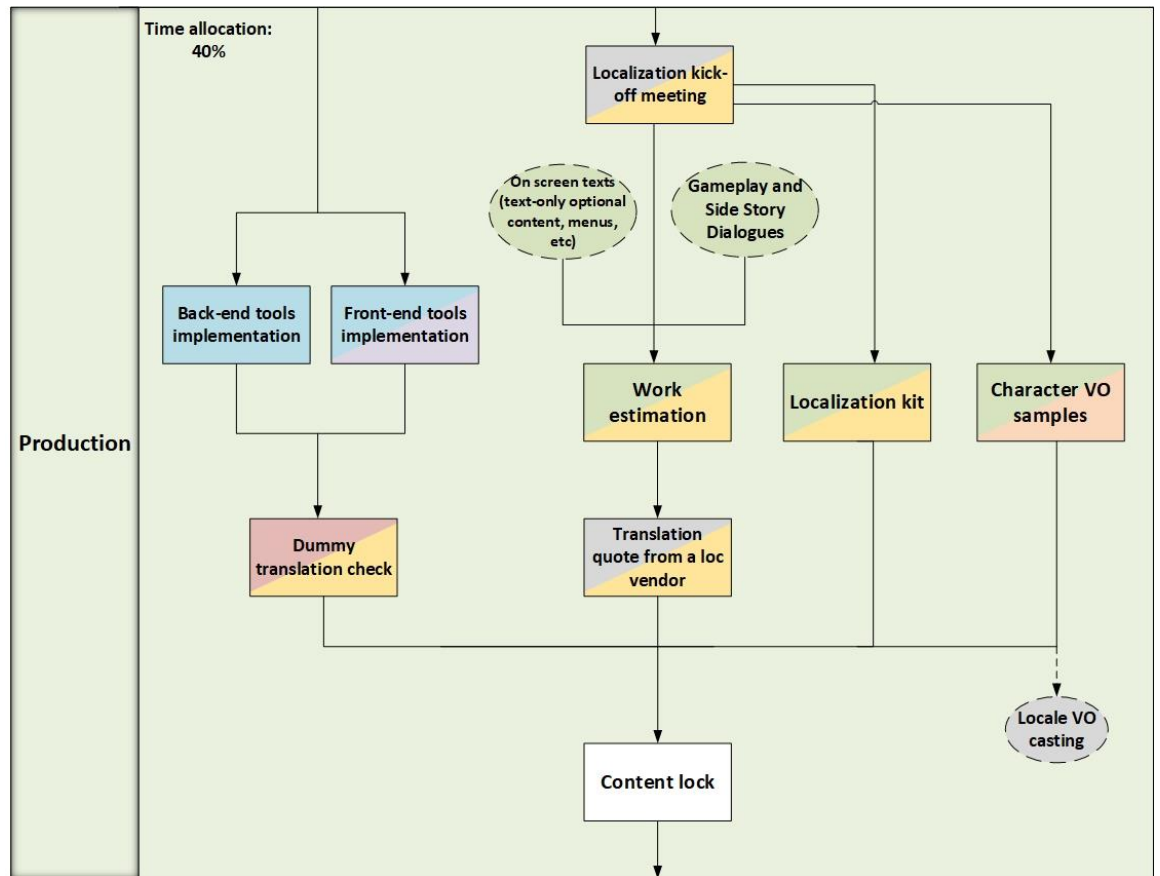 Time allocation:
40%
Localization kick-
off meeting
On screen texts
(text-only optional
content, menus,
etc)
Gameplay and
Side Story
Dialogues
Back-end tools
implementation
Front-end tools
implementation
Work
estimation
Localization kit
Character VO
samples
Production
Dummy
translation check
Translation
quote from a loc
vendor
Locale VO
casting
Content lock